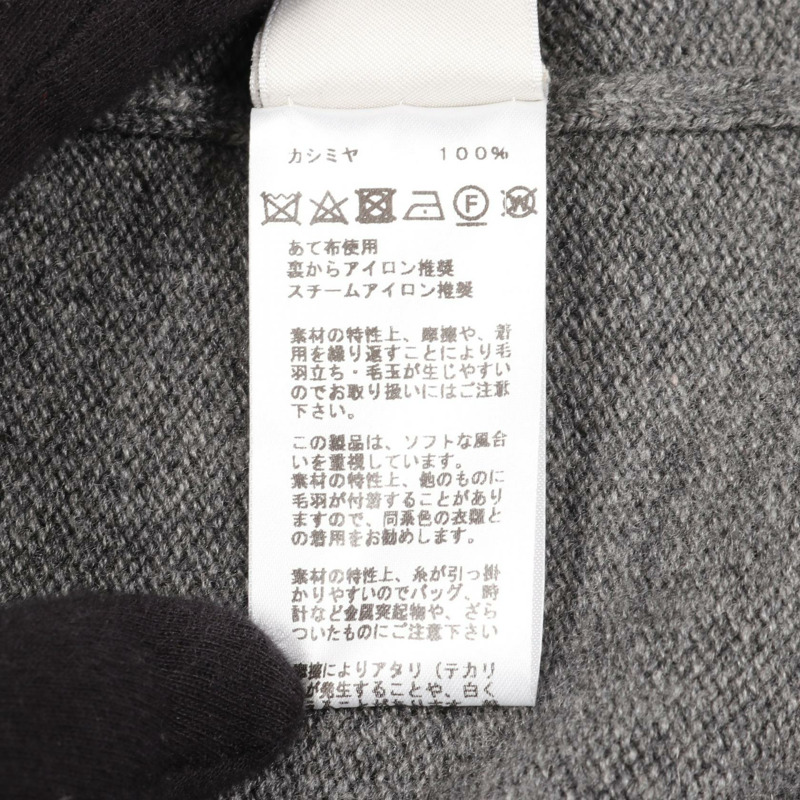 カシミヤ 100%
F
W
あて布使用
裏からアイロン推奨
スチームアイロン推奨
素材の特性上、摩擦や、着
用を繰り返すことにより毛
羽立ち・毛玉が生じやすい
のでお取り扱いにはご注意
下さい。
この製品は、ソフトな風合
いを重視しています。
素材の特性上、他のものに
毛羽が付着することがあり
ますので、同系色の衣類と
の着用をお勧めします。
素材の特性上、糸が引っ掛
かりやすいのでバッグ、時
計など金属突起物や、ざら
ついたものにご注意下さい
摩擦によりアタリ（テカリ
が発生することや、白く